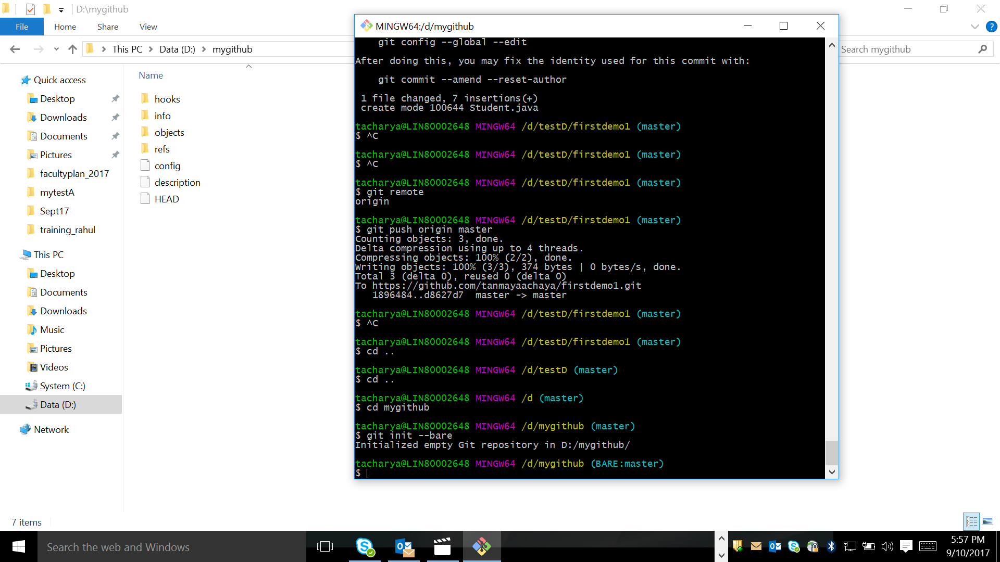 D:\mygithub
File
Home
Share
View
This PC
Data (D:)
mygithub
Search mygithub
Quick access
Desktop
Downloads
Documents
Pictures
facultyplan_2017
mytestA
Sept17
training_rahul
This PC
Desktop
Documents
Downloads
Music
Pictures
Videos
System (C:)
Data (D:)
Network
Name
hooks
info
objects
refs
config
description
HEAD
7 items
MINGW64:/d/mygithub
git config --global --edit
After doing this, you may fix the identity used for this commit with:
git commit --amend --reset-author
1 file changed, 7 insertions(+)
create mode 100644 Student.java
tacharya@LIN80002648 MINGW64 /d/testD/firstdemo1 (master)
$ ^C
tacharya@LIN80002648 MINGW64 /d/testD/firstdemo1 (master)
$ ^C
tacharya@LIN80002648 MINGW64 /d/testD/firstdemo1 (master)
$ git remote
origin
tacharya@LIN80002648 MINGW64 /d/testD/firstdemo1 (master)
$ git push origin master
Counting objects: 3, done.
Delta compression using up to 4 threads.
Compressing objects: 100% (2/2), done.
Writing objects: 100% (3/3), 374 bytes | 0 bytes/s, done.
Total 3 (delta 0), reused 0 (delta 0)
To https://github.com/tanmayaachaya/firstdemo1.git
1896484..d8627d7  master -> master
tacharya@LIN80002648 MINGW64 /d/testD/firstdemo1 (master)
$ ^C
tacharya@LIN80002648 MINGW64 /d/testD/firstdemo1 (master)
$ cd ..
tacharya@LIN80002648 MINGW64 /d/testD (master)
$ cd ..
tacharya@LIN80002648 MINGW64 /d (master)
$ cd mygithub
tacharya@LIN80002648 MINGW64 /d/mygithub (master)
$ git init --bare
Initialized empty Git repository in D:/mygithub/
tacharya@LIN80002648 MINGW64 /d/mygithub (BARE:master)
$
Search the web and Windows
5:57 PM
9/10/2017